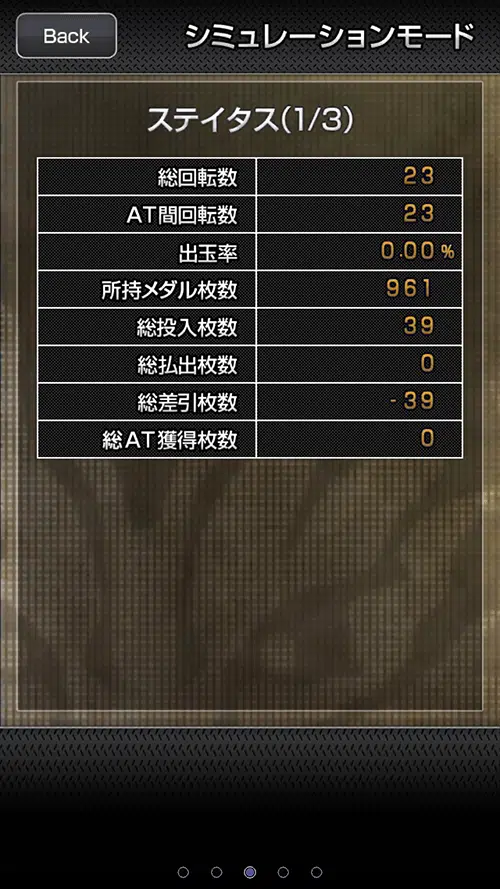 Back
シミュレーションモード
ステイタス(1/3)
総回転数 23
AT間回転数 23
出玉率 0.00%
所持メダル枚数 961
総投入枚数 39
総払出枚数 0
総差引枚数 -39
総AT獲得枚数 0